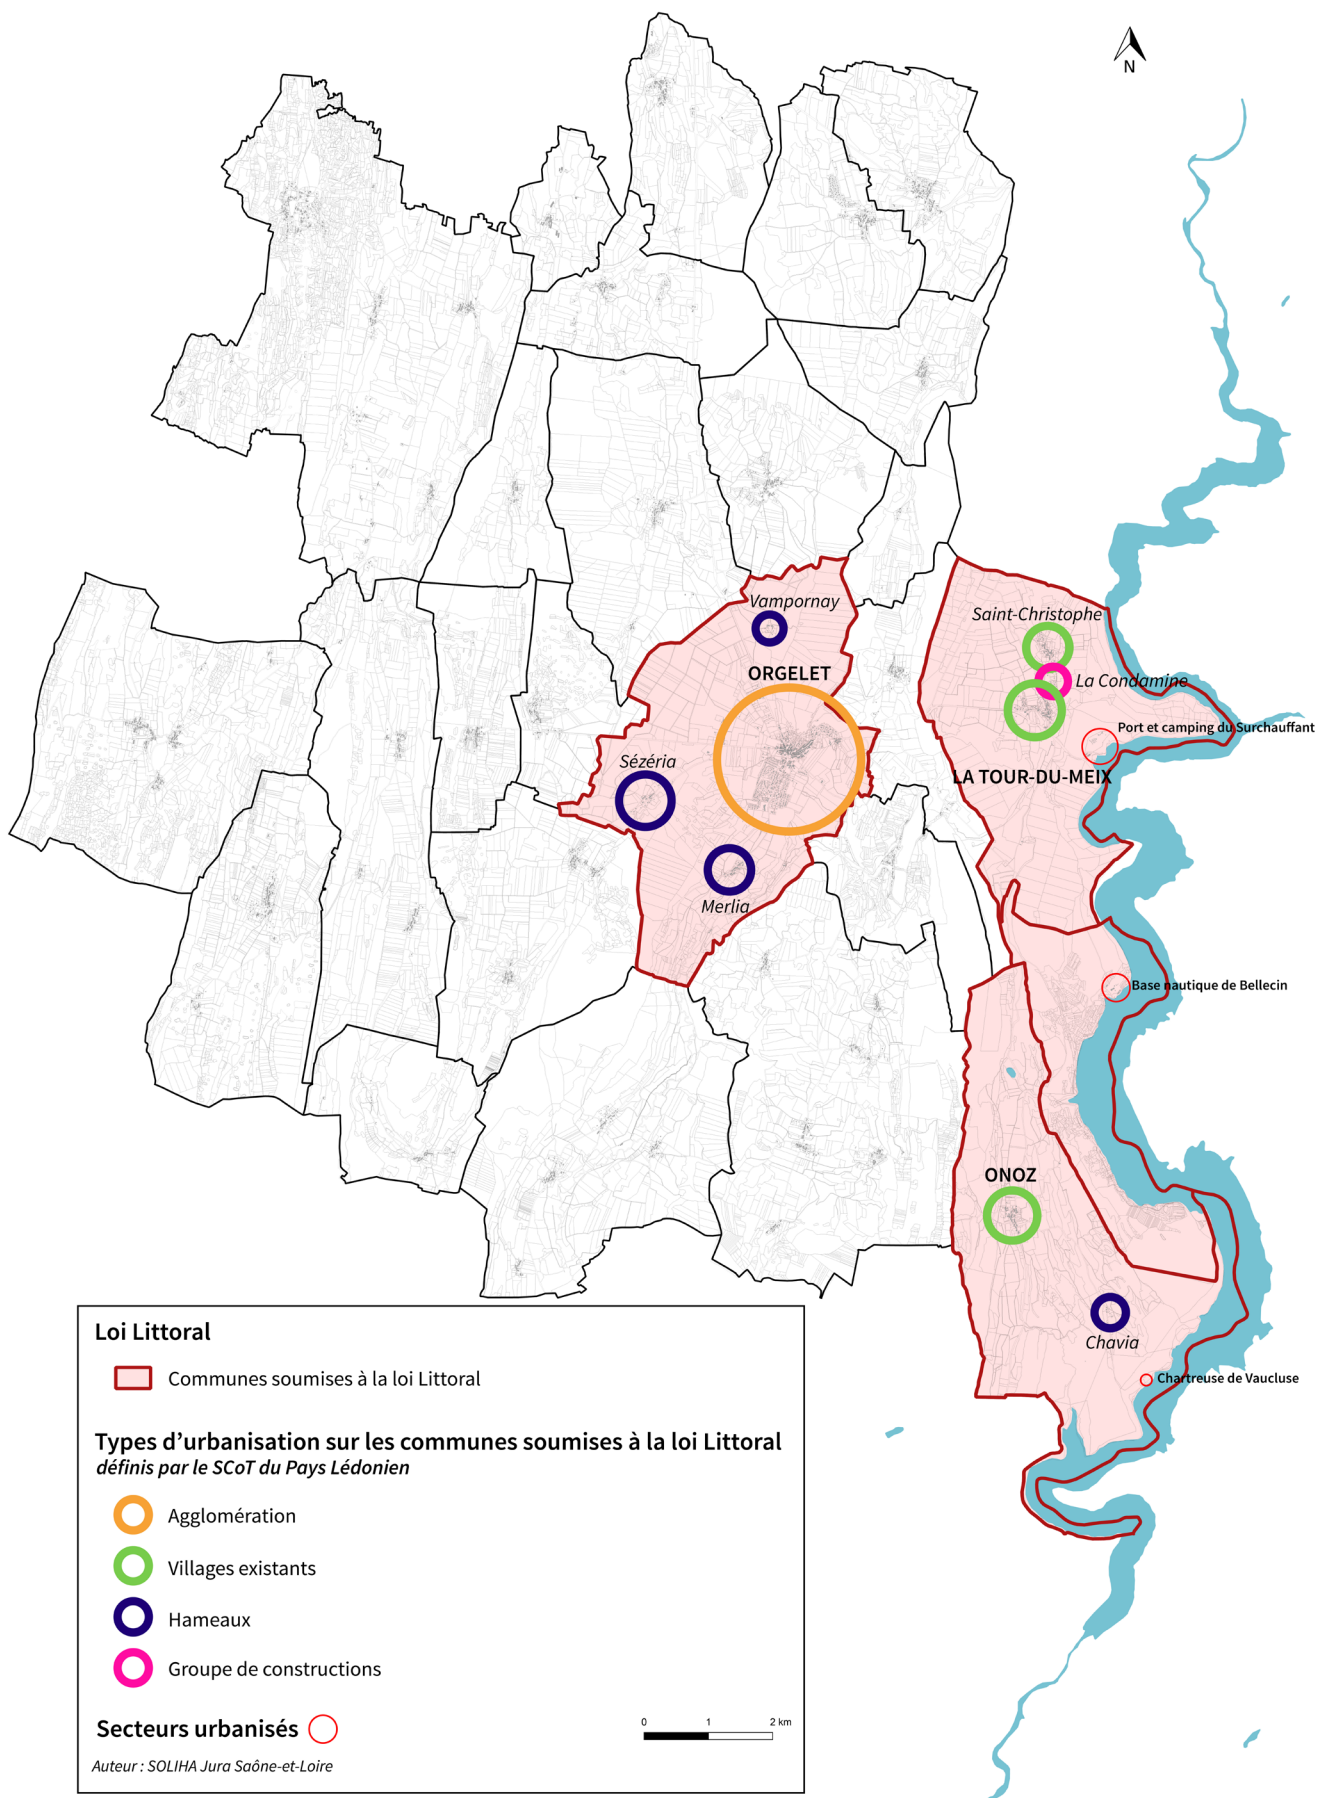 N
Vampornay
Saint-Christophe
ORGELET
La Condamine
Port et camping du Surchauffant
Sézéria
LA TOUR-DU-MEIX
Merlia
Base nautique de Bellecin
ONOZ
Chavia
Chartreuse de Vaucluse
Loi Littoral
Communes soumises à la loi Littoral
Types d’urbanisation sur les communes soumises à la loi Littoral
définis par le SCoT du Pays Lédonien
Agglomération
Villages existants
Hameaux
Groupe de constructions
Secteurs urbanisés
0 1 2 km
Auteur : SOLIHA Jura Saône-et-Loire